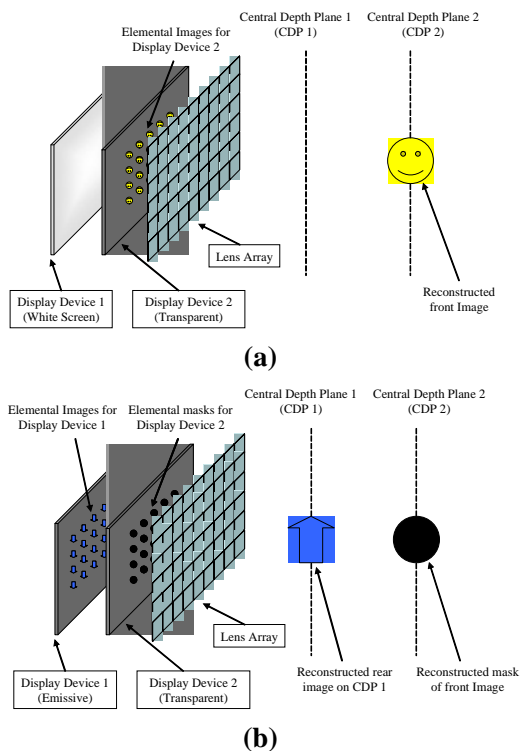 Central Depth Plane 1
(CDP 1)
Central Depth Plane 2
(CDP 2)
Elemental Images for
Display Device 2
Lens Array
Display Device 1
(White Screen)
Display Device 2
(Transparent)
Reconstructed
front Image
(a)
Elemental Images for
Display Device 1
Elemental masks for
Display Device 2
Central Depth Plane 1
(CDP 1)
Central Depth Plane 2
(CDP 2)
Lens Array
Display Device 1
(Emissive)
Display Device 2
(Transparent)
Reconstructed rear
image on CDP 1
Reconstructed mask
of front Image
(b)